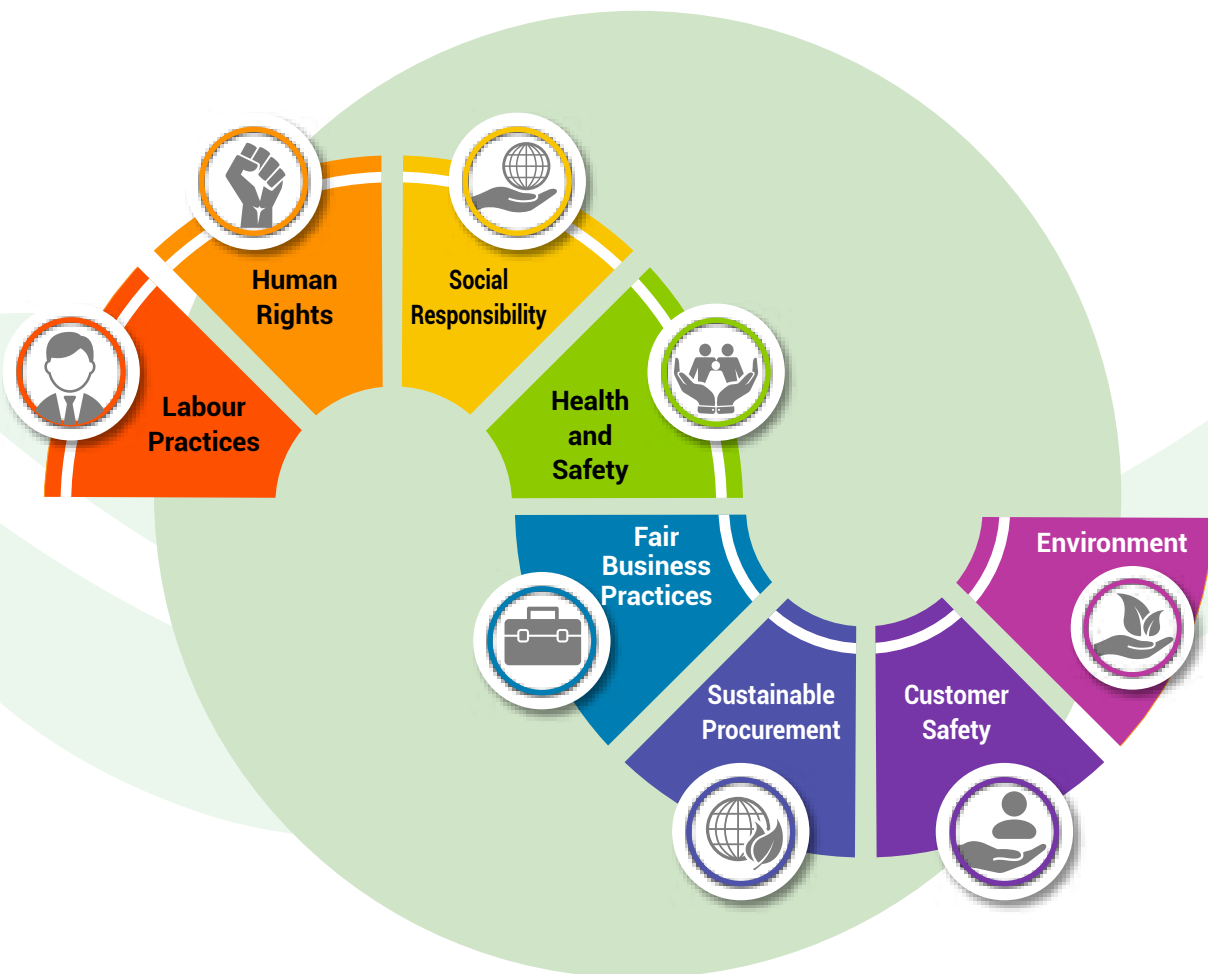 Labour
Practices
Human
Rights
Social
Responsibility
Health
and
Safety
Fair
Business
Practices
Sustainable
Procurement
Customer
Safety
Environment